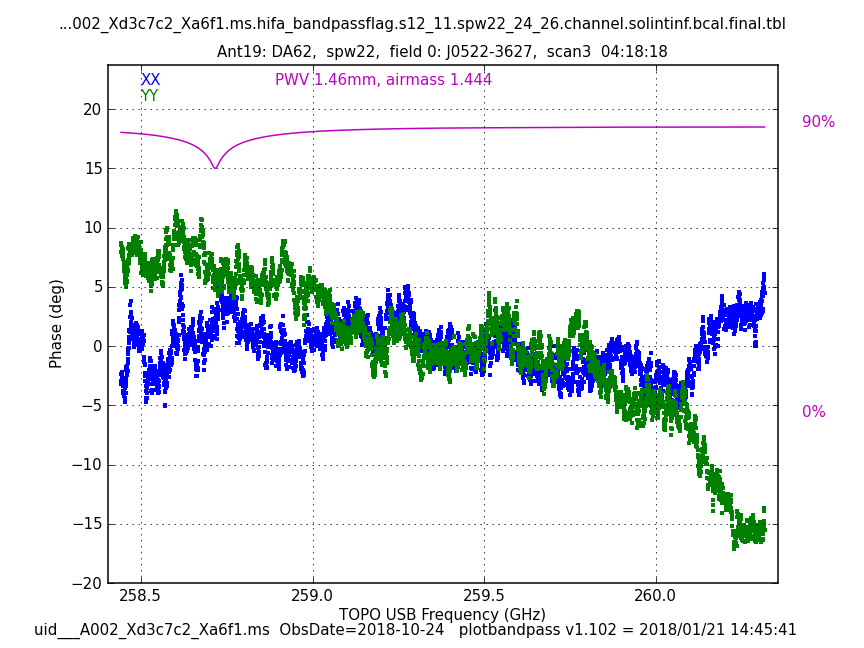 ...002_Xd3c7c2_Xa6f1.ms.hifa_bandpassflag.s12_11.spw22_24_26.channel.solintinf.bcal.final.tbl
Ant19: DA62, spw22, field 0: J0522-3627, scan3 04:18:18
XX
PWV 1.46mm, airmass 1.444
YY
20
90%
15
10
5
0
−5
0%
−10
−15
−20
Phase (deg)
258.5 259.0 259.5 260.0
TOPO USB Frequency (GHz)
uid___A002_Xd3c7c2_Xa6f1.ms ObsDate=2018-10-24 plotbandpass v1.102 = 2018/01/21 14:45:41